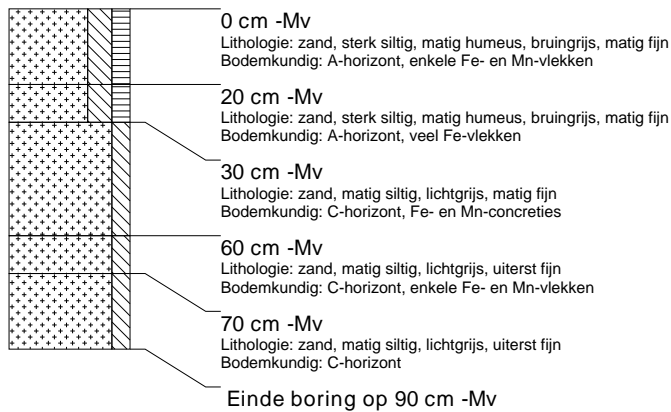 0 cm -Mv
Lithologie: zand, sterk siltig, matig humeus, bruingrijs, matig fijn
Bodemkundig: A-horizont, enkele Fe- en Mn-vlekken
20 cm -Mv
Lithologie: zand, sterk siltig, matig humeus, bruingrijs, matig fijn
Bodemkundig: A-horizont, veel Fe-vlekken
30 cm -Mv
Lithologie: zand, matig siltig, lichtgrijs, matig fijn
Bodemkundig: C-horizont, Fe- en Mn-concreties
60 cm -Mv
Lithologie: zand, matig siltig, lichtgrijs, uiterst fijn
Bodemkundig: C-horizont, enkele Fe- en Mn-vlekken
70 cm -Mv
Lithologie: zand, matig siltig, lichtgrijs, uiterst fijn
Bodemkundig: C-horizont
Einde boring op 90 cm -Mv